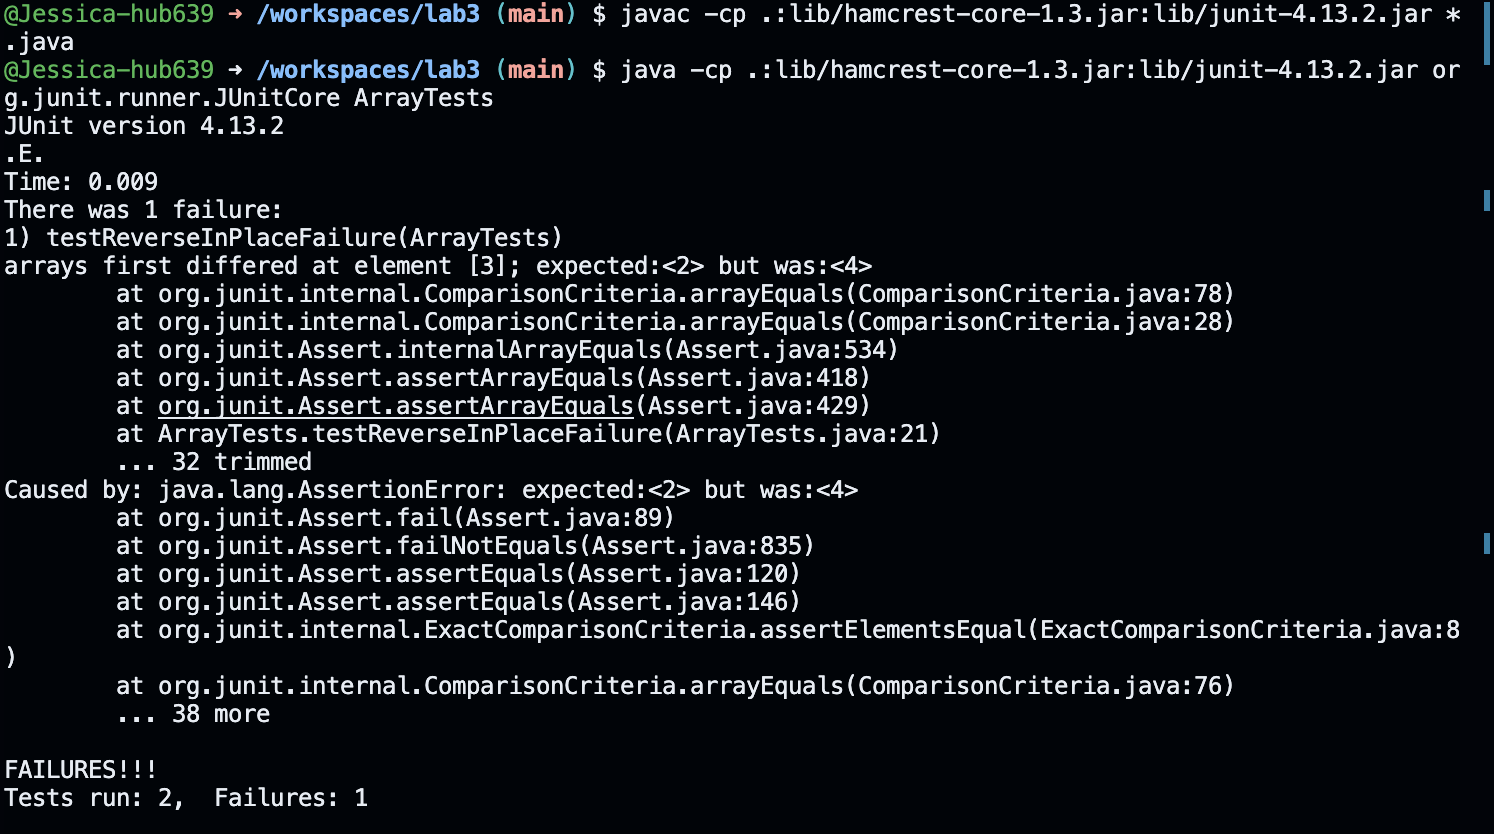 @Jessica-hub639 → /workspaces/lab3 (main) $ javac -cp .:lib/hamcrest-core-1.3.jar:lib/junit-4.13.2.jar *
.java
@Jessica-hub639 → /workspaces/lab3 (main) $ java -cp .:lib/hamcrest-core-1.3.jar:lib/junit-4.13.2.jar or
g.junit.runner.JUnitCore ArrayTests
JUnit version 4.13.2
.E.
Time: 0.009
There was 1 failure:
1) testReverseInPlaceFailure(ArrayTests)
arrays first differed at element [3]; expected:<2> but was:<4>
        at org.junit.internal.ComparisonCriteria.arrayEquals(ComparisonCriteria.java:78)
        at org.junit.internal.ComparisonCriteria.arrayEquals(ComparisonCriteria.java:28)
        at org.junit.Assert.internalArrayEquals(Assert.java:534)
        at org.junit.Assert.assertArrayEquals(Assert.java:418)
        at org.junit.Assert.assertArrayEquals(Assert.java:429)
        at ArrayTests.testReverseInPlaceFailure(ArrayTests.java:21)
        ... 32 trimmed
Caused by: java.lang.AssertionError: expected:<2> but was:<4>
        at org.junit.Assert.fail(Assert.java:89)
        at org.junit.Assert.failNotEquals(Assert.java:835)
        at org.junit.Assert.assertEquals(Assert.java:120)
        at org.junit.Assert.assertEquals(Assert.java:146)
        at org.junit.internal.ExactComparisonCriteria.assertElementsEqual(ExactComparisonCriteria.java:8
)
        at org.junit.internal.ComparisonCriteria.arrayEquals(ComparisonCriteria.java:76)
        ... 38 more

FAILURES!!!
Tests run: 2,  Failures: 1